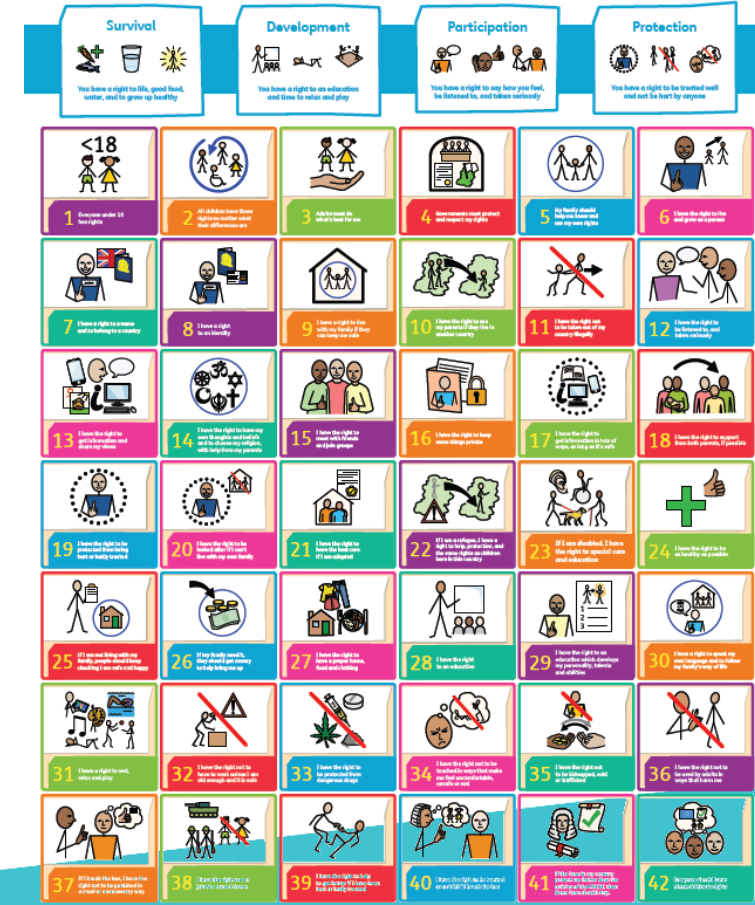 Survival
You have a right to life, good food,
water, and to grow up healthy
Development
You have a right to an education
and time to relax and play
Participation
You have a right to say how you feel,
be listened to, and taken seriously
Protection
You have a right to be treated well
and not be hurt by anyone
<18
1 Everyone under 18
has rights
2 All children have these
rights no matter what
their differences are
3 Adults must do
what's best for me
4 Governments must protect
and respect my rights
5 My family should
help me know and
use my own rights
6 I have the right to live
and grow as a person
7 I have a right to a name
and to belong to a country
8 I have a right
to an identity
9 I have a right to live
with my family if they
can keep me safe
10 I have the right to see
my parents if they live in
another country
11 I have the right not
to be taken out of my
country illegally
12 I have the right to
be listened to, and
taken seriously
13 I have the right to
get information and
share my views
14 I have the right to have my
own thoughts and beliefs
and to choose my religion,
with help from my parents
15 I have the right to
meet with friends
and join groups
16 I have the right to keep
some things private
17 I have the right to
get information in lots of
ways, as long as it's safe
18 I have the right to support
from both parents, if possible
19 I have the right to be
protected from being
hurt or badly treated
20 I have the right to be
looked after if I can't
live with my own family
21 I have the right to
have the best care
if I am adopted
22 If I am a refugee, I have a
right to help, protection, and
the same rights as children
born in this country
23 If I am disabled, I have
the right to special care
and education
24 I have the right to be
as healthy as possible
25 If I am not living with my
family, people should keep
checking I am safe and happy
26 If my family need it,
they should get money
to help bring me up
27 I have the right to
have a proper home,
food and clothing
28 I have the right
to an education
1
2
3
29 I have the right to an
education which develops
my personality, talents
and abilities
30 I have a right to speak my
own language and to follow
my family's way of life
31 I have a right to rest,
relax and play
32 I have the right not to
have to work unless I am
old enough and it is safe
33 I have the right to
be protected from
dangerous drugs
34 I have the right not to be
touched in ways that make
me feel uncomfortable,
unsafe or sad
35 I have the right not
to be kidnapped, sold
or trafficked
36 I have the right not to
be used by adults in
ways that harm me
37 If I break the law, I have the
right not to be punished in
a cruel or unnecessary way
38
39 I have the right to help
40 I have the right to
41
42 Everyone should know